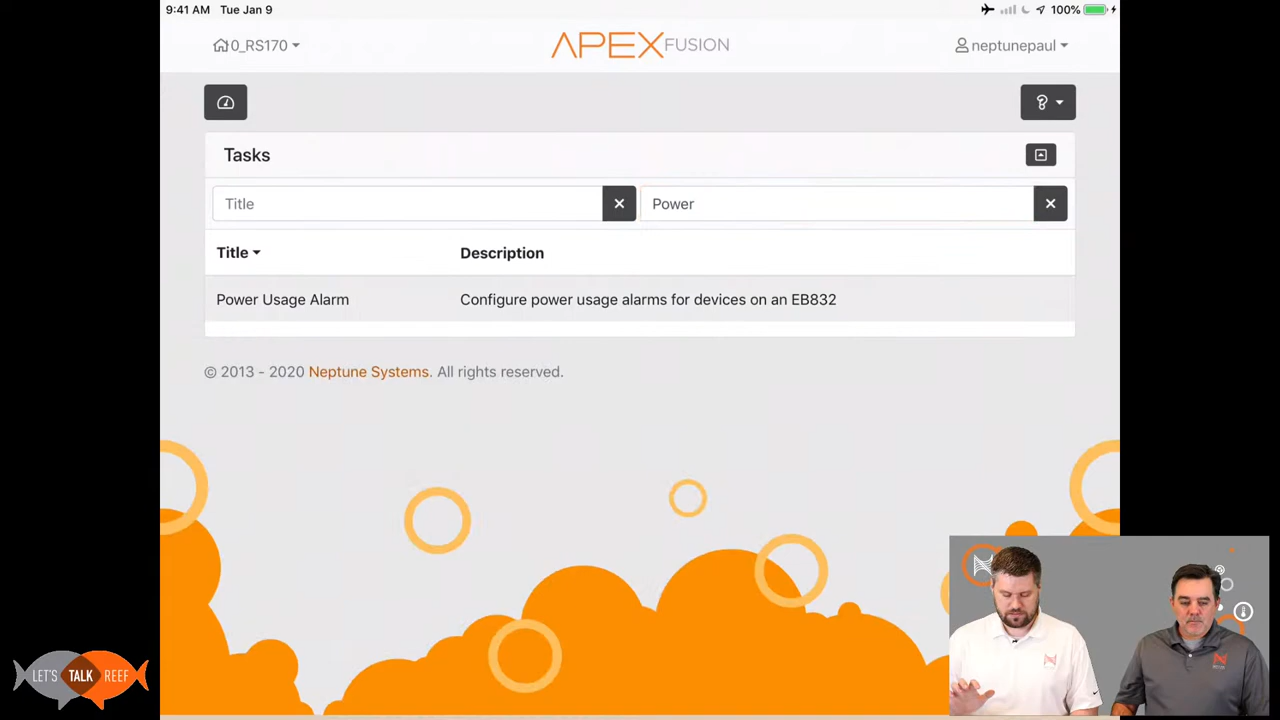 9:41 AM Tue Jan 9
100%
10_RS170
APEX FUSION
neptunepaul
Tasks
Title
Power
Title
Description
Power Usage Alarm
Configure power usage alarms for devices on an EB832
© 2013 - 2020 Neptune Systems. All rights reserved.
LET'S TALK REEF